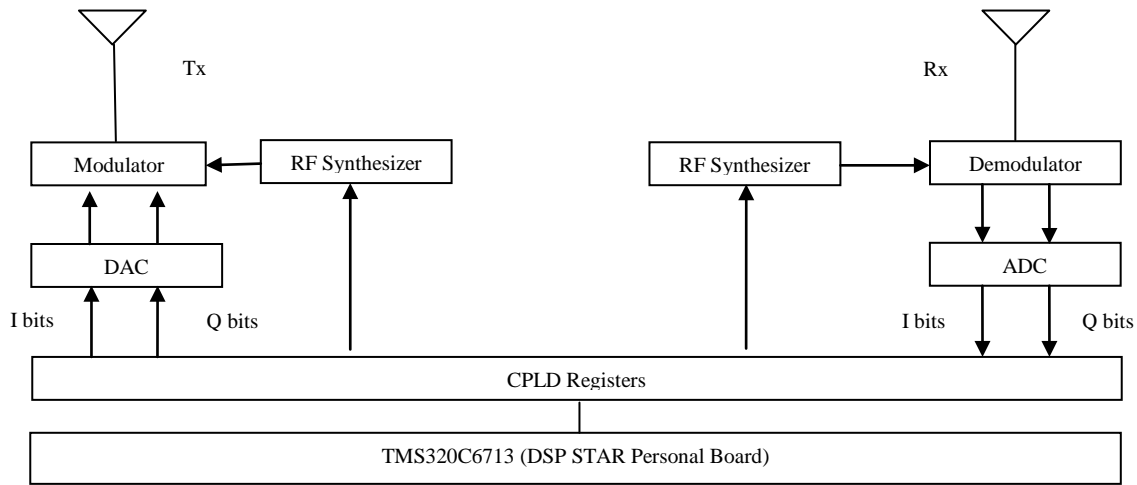 Tx
Rx
Modulator
RF Synthesizer
RF Synthesizer
Demodulator
DAC
ADC
I bits
Q bits
I bits
Q bits
CPLD Registers
TMS320C6713 (DSP STAR Personal Board)